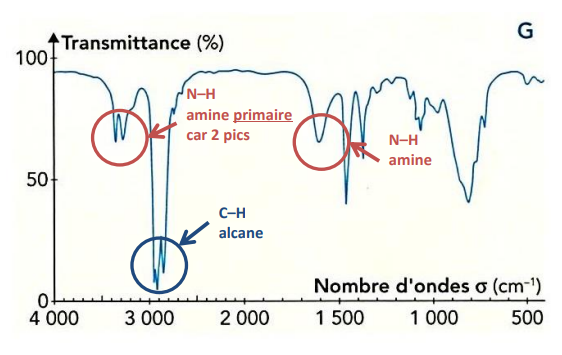 G
Transmittance (%)
100
N–H
amine primaire
car 2 pics
N–H
amine
50
C–H
alcane
Nombre d'ondes σ (cm⁻¹)
0
4 000 3 000 2 000 1 500 1 000 500